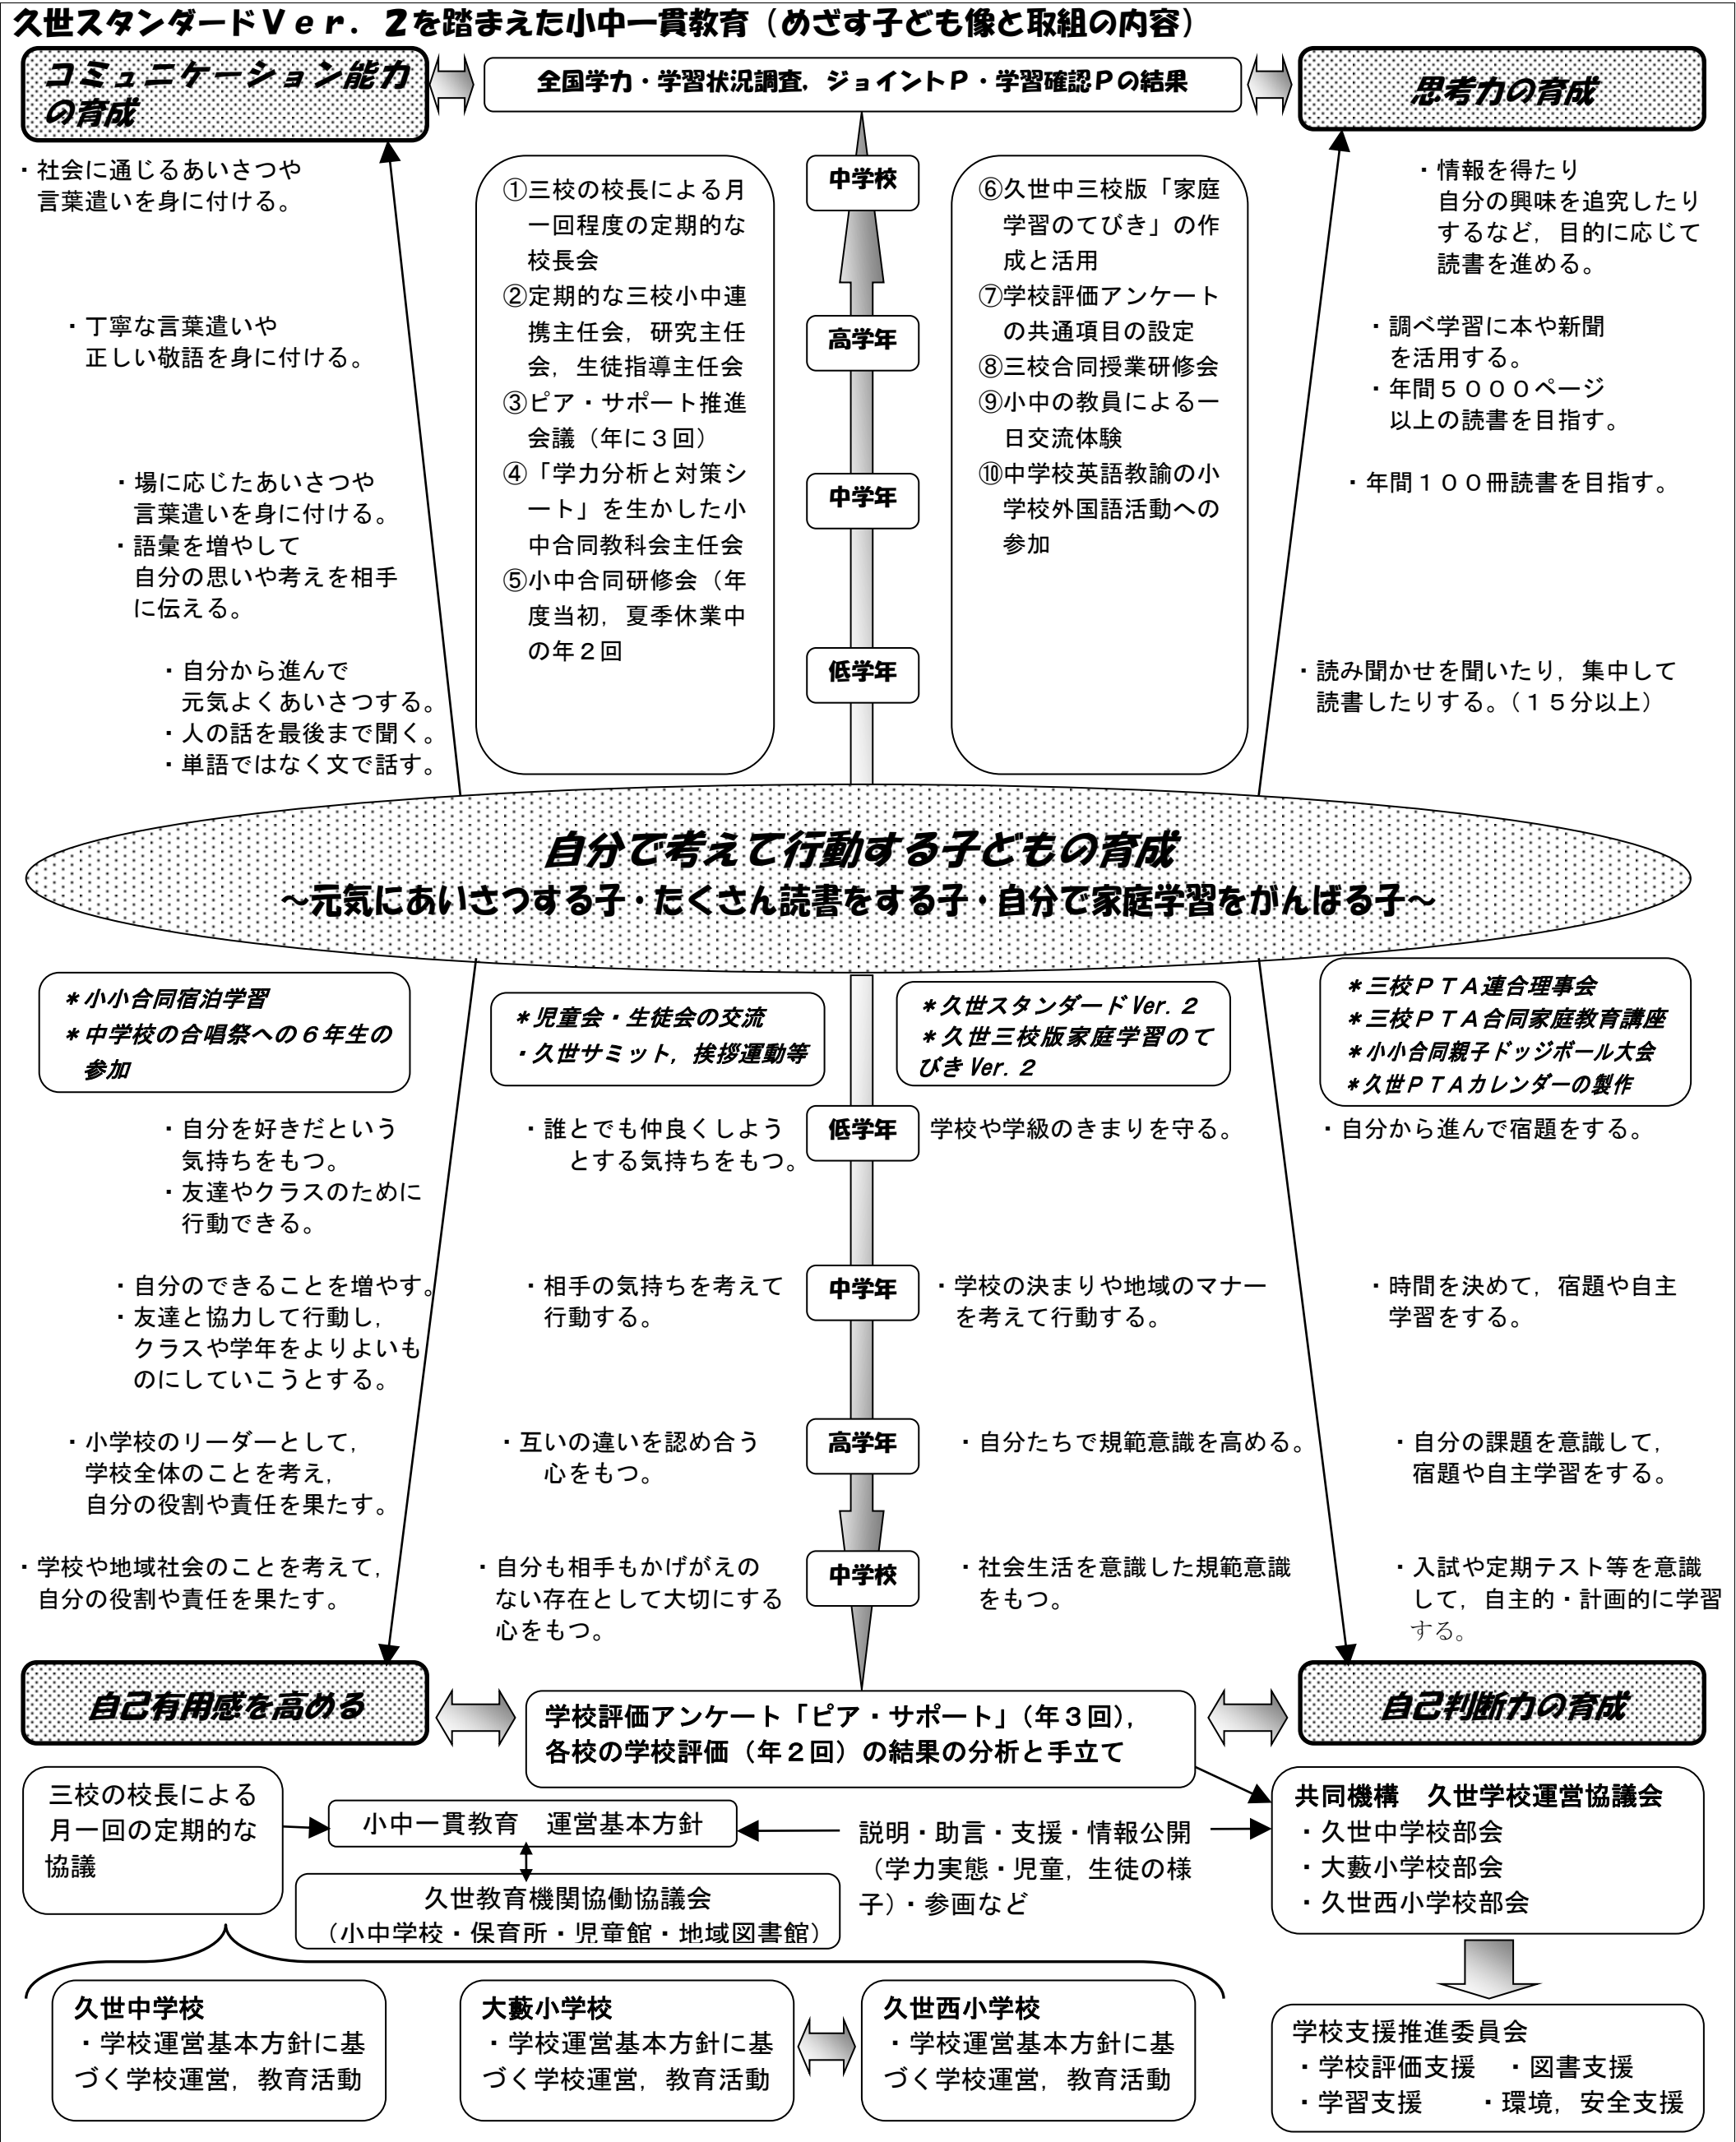 久世スタンダードＶｅｒ．２を踏まえた小中一貫教育（めざす子ども像と取組の内容）
コミュニケーション能力
の育成
全国学力・学習状況調査，ジョイントＰ・学習確認Ｐの結果
思考力の育成
・社会に通じるあいさつや
言葉遣いを身に付ける。
・丁寧な言葉遣いや
正しい敬語を身に付ける。
・場に応じたあいさつや
言葉遣いを身に付ける。
・語彙を増やして
自分の思いや考えを相手
に伝える。
・自分から進んで
元気よくあいさつする。
・人の話を最後まで聞く。
・単語ではなく文で話す。
①三校の校長による月
一回程度の定期的な
校長会
②定期的な三校小中連
携主任会，研究主任
会，生徒指導主任会
③ピア・サポート推進
会議（年に３回）
④「学力分析と対策シ
ート」を生かした小
中合同教科会主任会
⑤小中合同研修会（年
度当初，夏季休業中
の年２回
中学校
高学年
中学年
低学年
⑥久世中三校版「家庭
学習のてびき」の作
成と活用
⑦学校評価アンケート
の共通項目の設定
⑧三校合同授業研修会
⑨小中の教員による一
日交流体験
⑩中学校英語教諭の小
学校外国語活動への
参加
・情報を得たり
自分の興味を追究したり
するなど，目的に応じて
読書を進める。
・調べ学習に本や新聞
を活用する。
・年間５０００ページ
以上の読書を目指す。
・年間１００冊読書を目指す。
・読み聞かせを聞いたり，集中して
読書したりする。（１５分以上）
自分で考えて行動する子どもの育成
～元気にあいさつする子・たくさん読書をする子・自分で家庭学習をがんばる子～
＊小小合同宿泊学習
＊中学校の合唱祭への６年生の
参加
＊児童会・生徒会の交流
・久世サミット，挨拶運動等
＊久世スタンダード Ver．２
＊久世三校版家庭学習のて
びき Ver．２
＊三校ＰＴＡ連合理事会
＊三校ＰＴＡ合同家庭教育講座
＊小小合同親子ドッジボール大会
＊久世ＰＴＡカレンダーの製作
・自分を好きだという
気持ちをもつ。
・友達やクラスのために
行動できる。
・誰とでも仲良くしよう
とする気持ちをもつ。
低学年
学校や学級のきまりを守る。
・自分から進んで宿題をする。
・自分のできることを増やす。
・友達と協力して行動し，
クラスや学年をよりよいも
のにしていこうとする。
・相手の気持ちを考えて
行動する。
中学年
・学校の決まりや地域のマナー
を考えて行動する。
・時間を決めて，宿題や自主
学習をする。
・小学校のリーダーとして，
学校全体のことを考え，
自分の役割や責任を果たす。
・互いの違いを認め合う
心をもつ。
高学年
・自分たちで規範意識を高める。
・自分の課題を意識して，
宿題や自主学習をする。
・学校や地域社会のことを考えて，
自分の役割や責任を果たす。
・自分も相手もかげがえの
ない存在として大切にする
心をもつ。
中学校
・社会生活を意識した規範意識
をもつ。
・入試や定期テスト等を意識
して，自主的・計画的に学習
する。
自己有用感を高める
学校評価アンケート「ピア・サポート」（年３回），
各校の学校評価（年２回）の結果の分析と手立て
自己判断力の育成
三校の校長による
月一回の定期的な
協議
小中一貫教育　運営基本方針
久世教育機関協働協議会
（小中学校・保育所・児童館・地域図書館）
説明・助言・支援・情報公開
（学力実態・児童，生徒の様
子）・参画など
共同機構　久世学校運営協議会
・久世中学校部会
・大藪小学校部会
・久世西小学校部会
久世中学校
・学校運営基本方針に基
づく学校運営，教育活動
大藪小学校
・学校運営基本方針に基
づく学校運営，教育活動
久世西小学校
・学校運営基本方針に基
づく学校運営，教育活動
学校支援推進委員会
・学校評価支援　・図書支援
・学習支援　・環境，安全支援